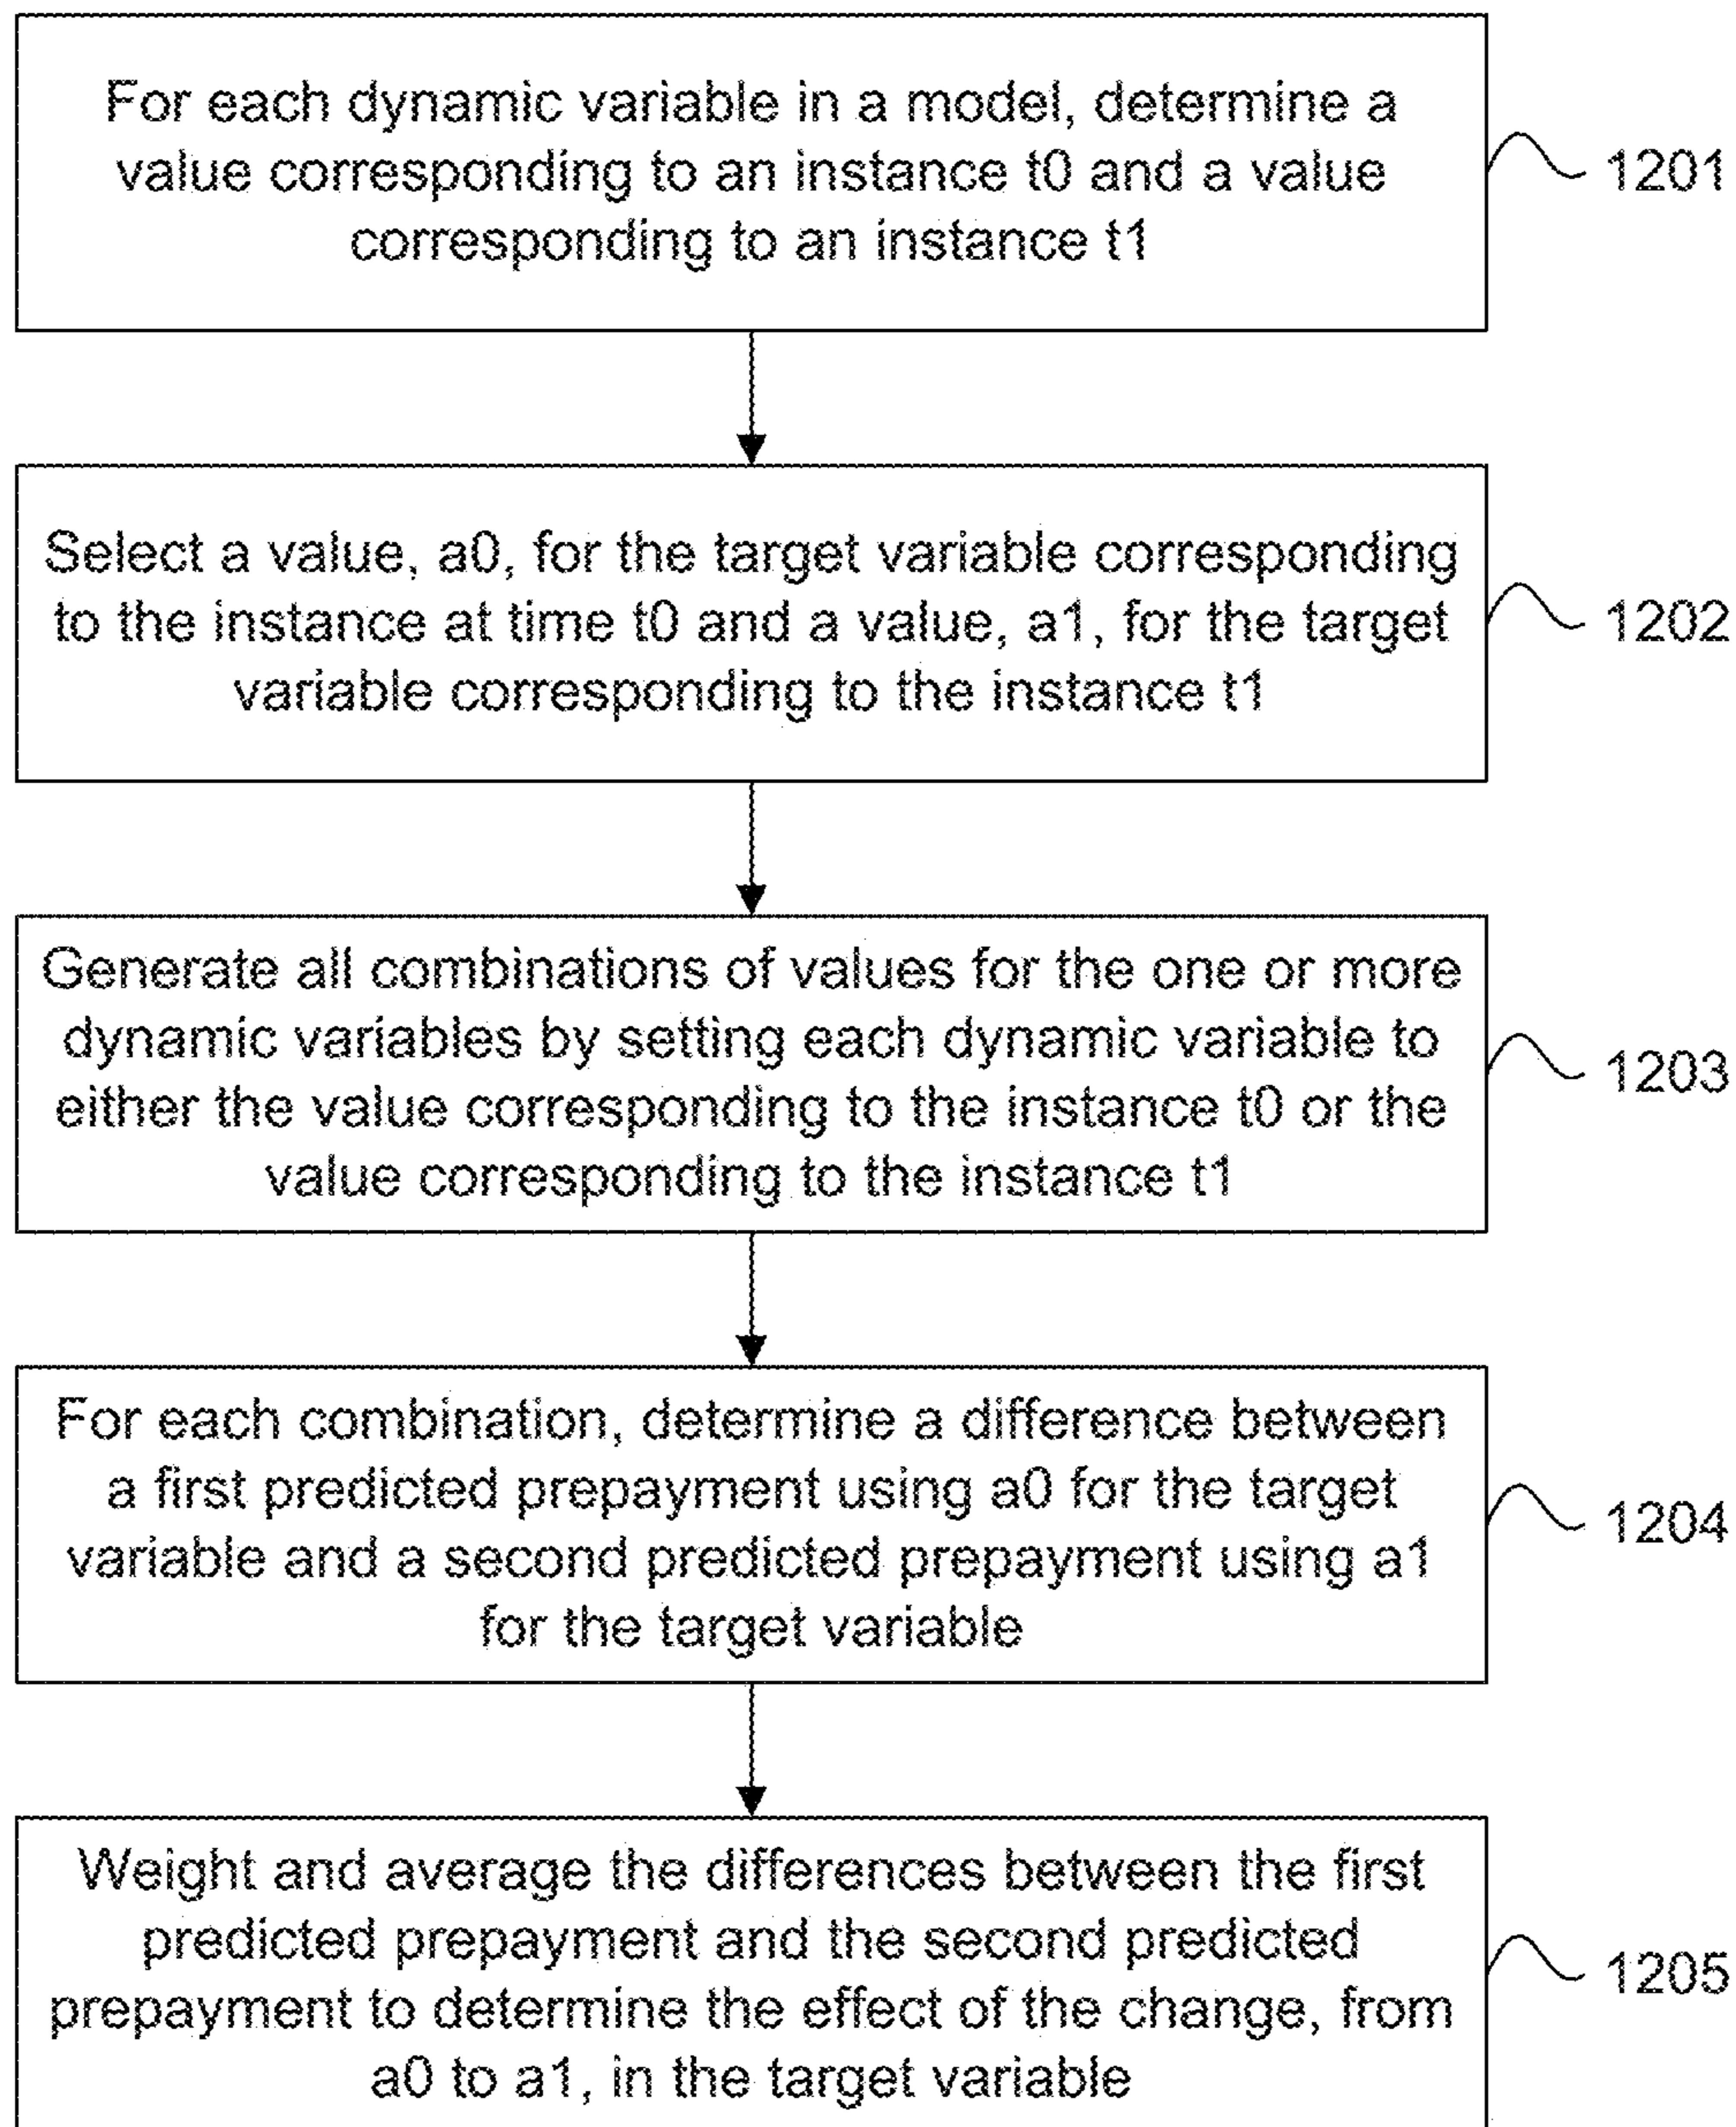 For each dynamic variable in a model, determine a
value corresponding to an instance t0 and a value
corresponding to an instance t1
1201
Select a value, a0, for the target variable corresponding
to the instance at time t0 and a value, a1, for the target
variable corresponding to the instance t1
1202
Generate all combinations of values for the one or more
dynamic variables by setting each dynamic variable to
either the value corresponding to the instance t0 or the
value corresponding to the instance t1
1203
For each combination, determine a difference between
a first predicted prepayment using a0 for the target
variable and a second predicted prepayment using a1
for the target variable
1204
Weight and average the differences between the first
predicted prepayment and the second predicted
prepayment to determine the effect of the change, from
a0 to a1, in the target variable
1205